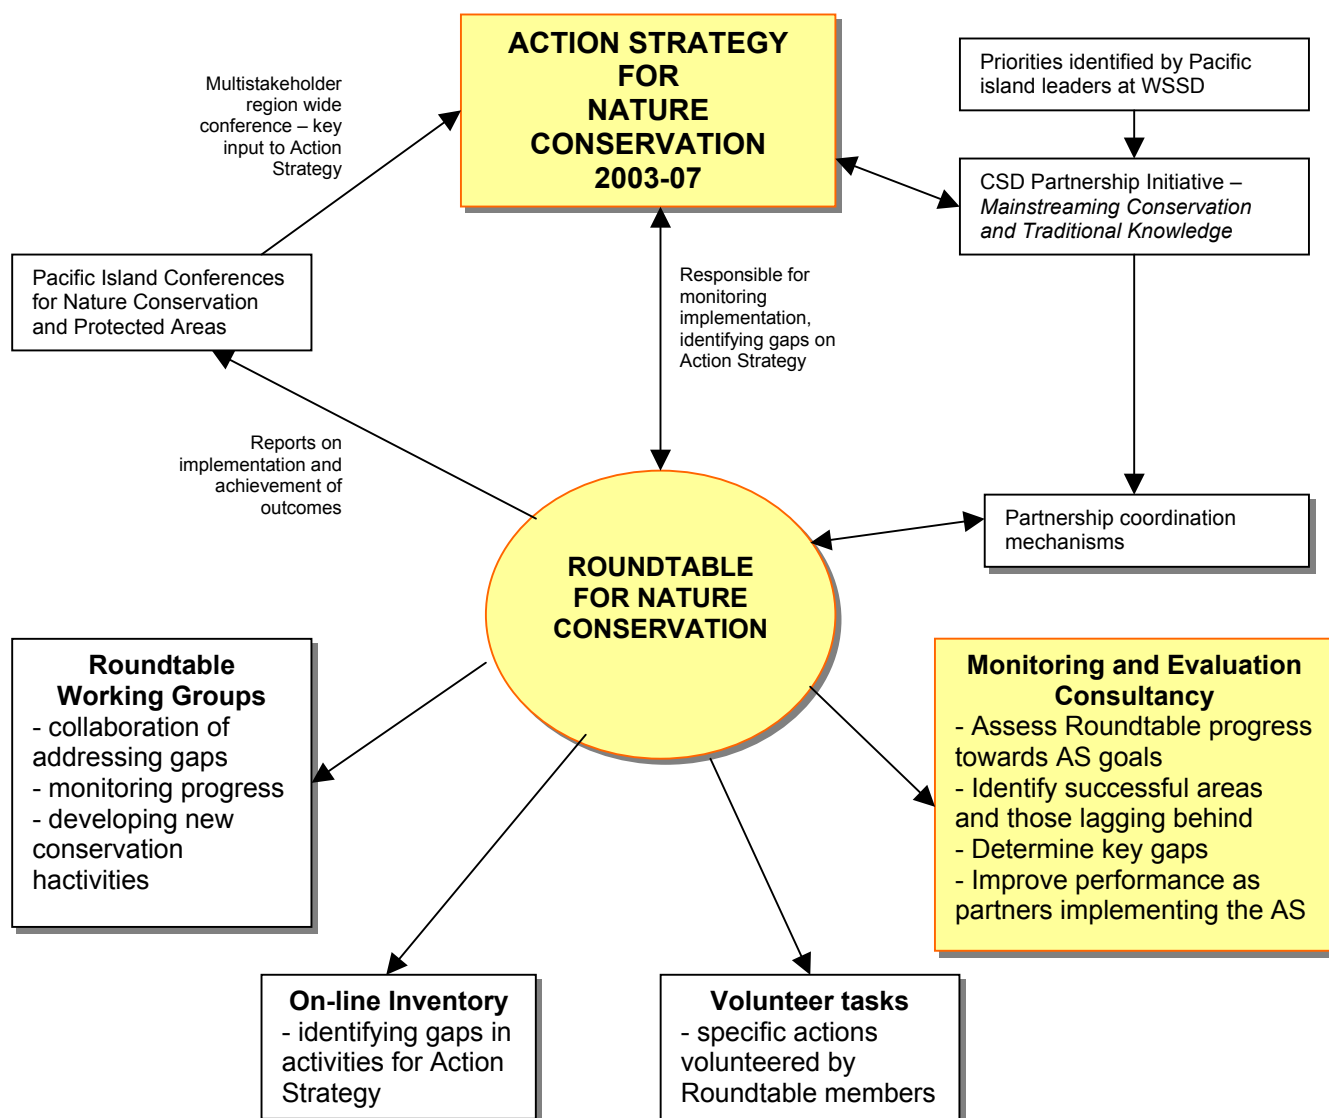 ACTION STRATEGY
FOR
NATURE
CONSERVATION
2003-07
Multistakeholder
region wide
conference – key
input to Action
Strategy
Priorities identified by Pacific
island leaders at WSSD
CSD Partnership Initiative –
Mainstreaming Conservation
and Traditional Knowledge
Pacific Island Conferences
for Nature Conservation
and Protected Areas
Responsible for
monitoring
implementation,
identifying gaps on
Action Strategy
Reports on
implementation and
achievement of
outcomes
Partnership coordination
mechanisms
ROUNDTABLE
FOR NATURE
CONSERVATION
Roundtable
Working Groups
- collaboration of
addressing gaps
- monitoring progress
- developing new
conservation
hactivities
Monitoring and Evaluation
Consultancy
- Assess Roundtable progress
towards AS goals
- Identify successful areas
and those lagging behind
- Determine key gaps
- Improve performance as
partners implementing the AS
On-line Inventory
- identifying gaps in
activities for Action
Strategy
Volunteer tasks
- specific actions
volunteered by
Roundtable members